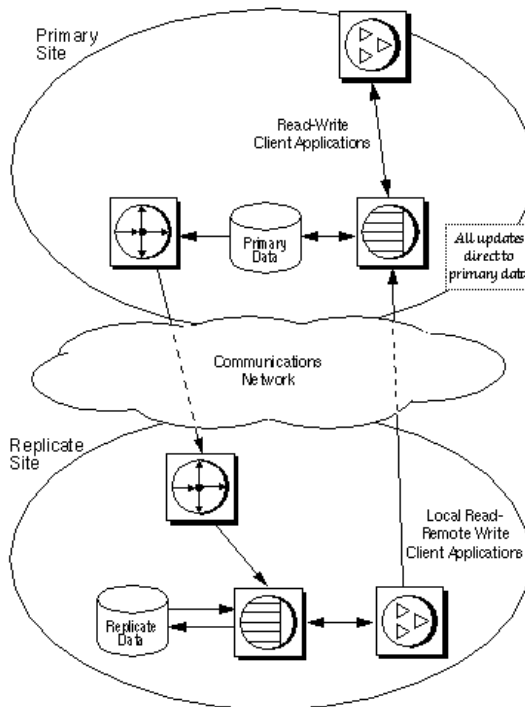 Primary
Site
Read-Write
Client Applications
Primary
Data
All updates
direct to
primary data
Communications
Network
Replicate
Site
Local Read-
Remote Write
Client Applications
Replicate
Data